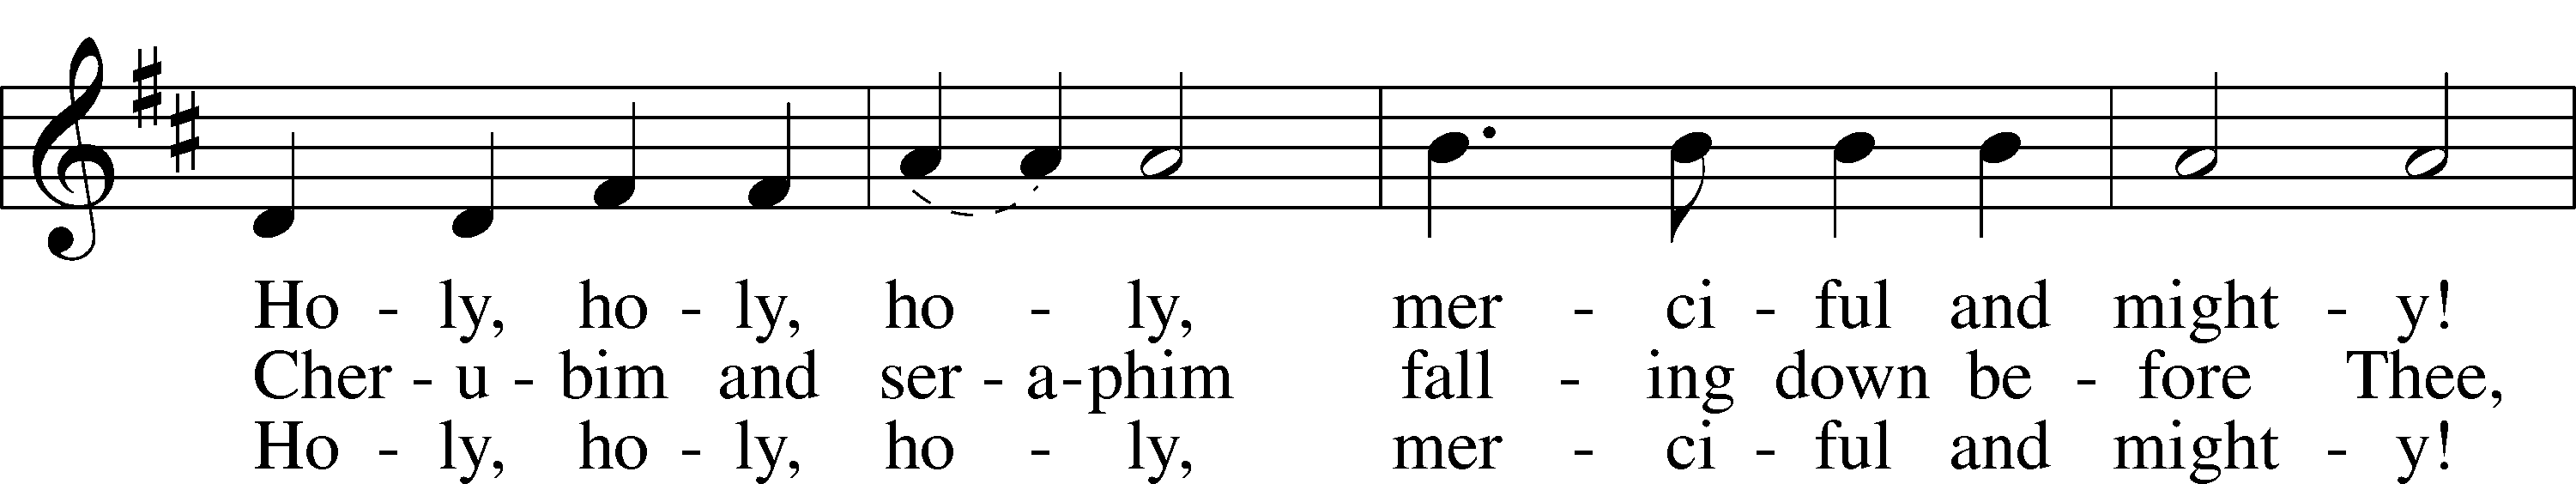 Ho - ly, ho - ly, ho - ly, mer - ci - ful and might - y!
Cher - u - bim and ser - a - phim fall - ing down be - fore Thee,
Ho - ly, ho - ly, ho - ly, mer - ci - ful and might - y!